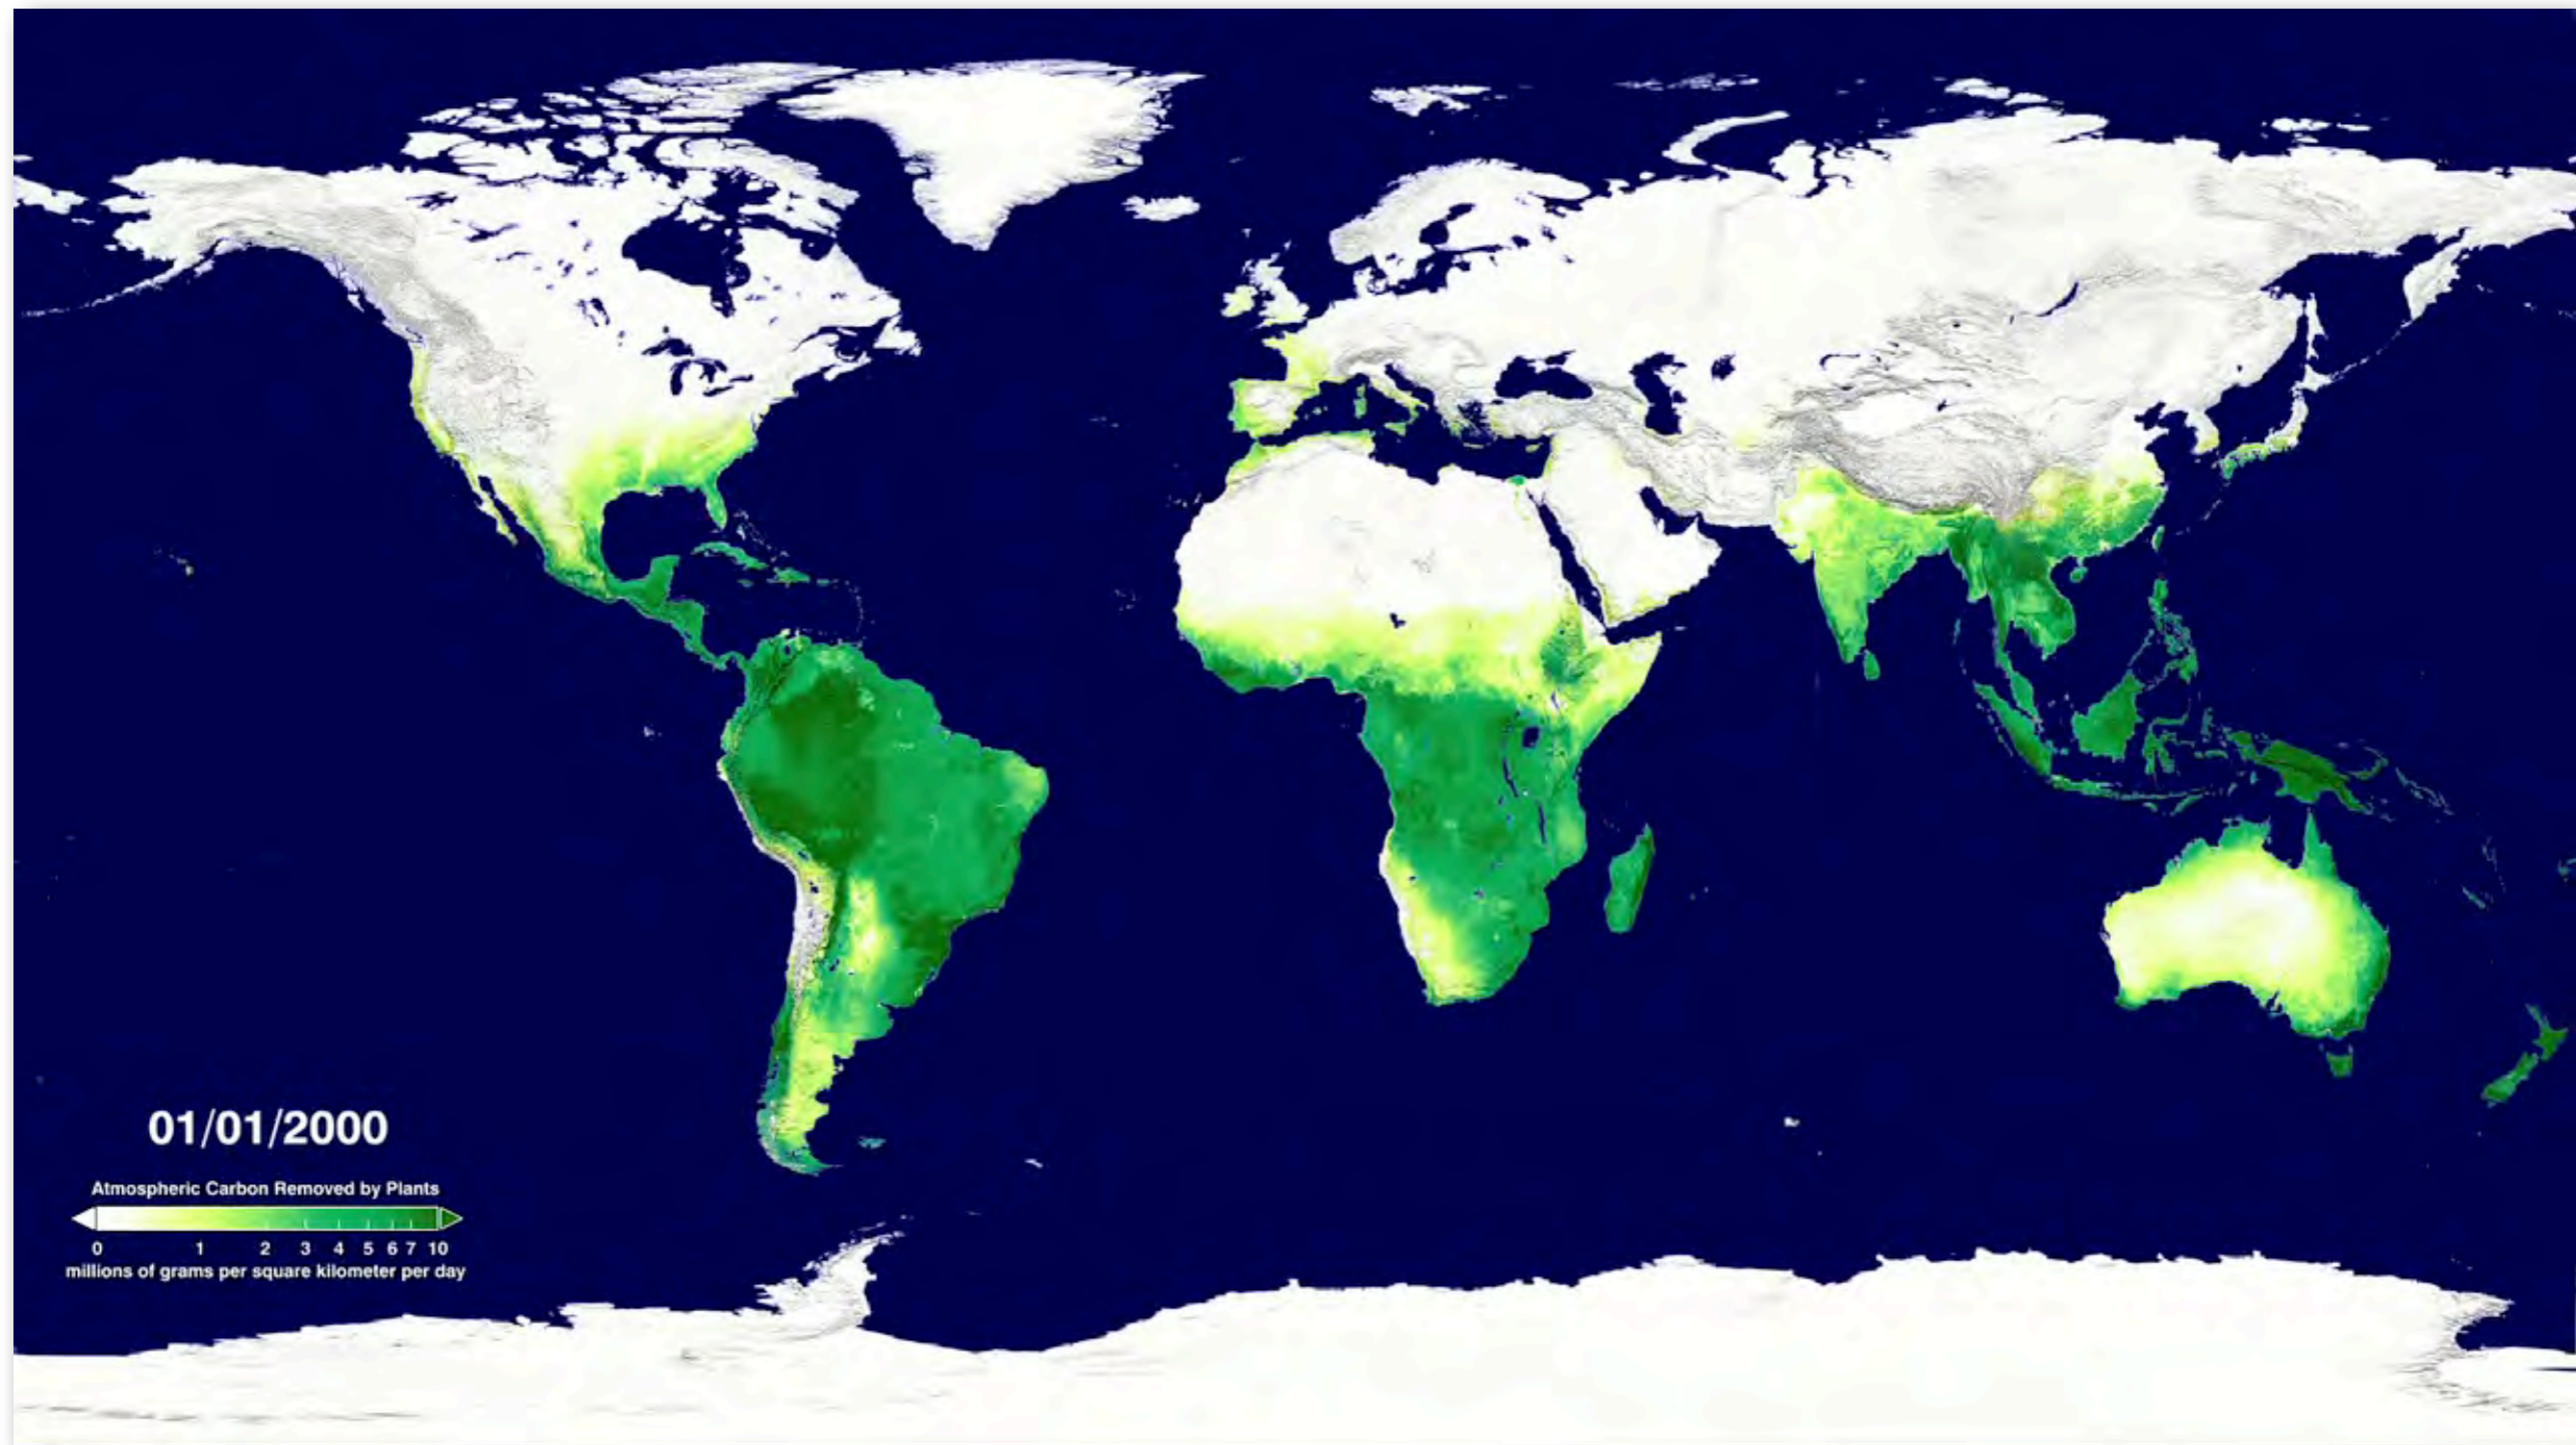 01/01/2000
Atmospheric Carbon Removed by Plants
0 1 2 3 4 5 6 7 10
millions of grams per square kilometer per day